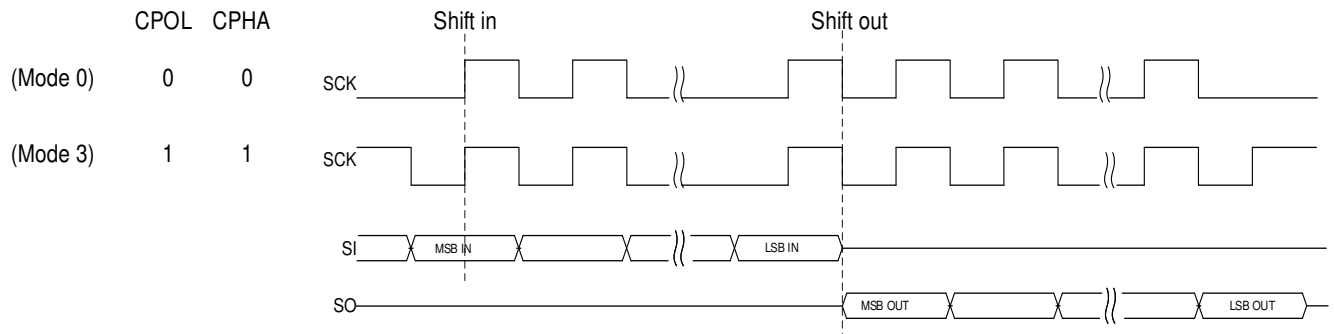 CPOL CPHA Shift in Shift out
(Mode 0) 0 0 SCK
(Mode 3) 1 1 SCK
SI MSB IN LSB IN
SO MSB OUT LSB OUT